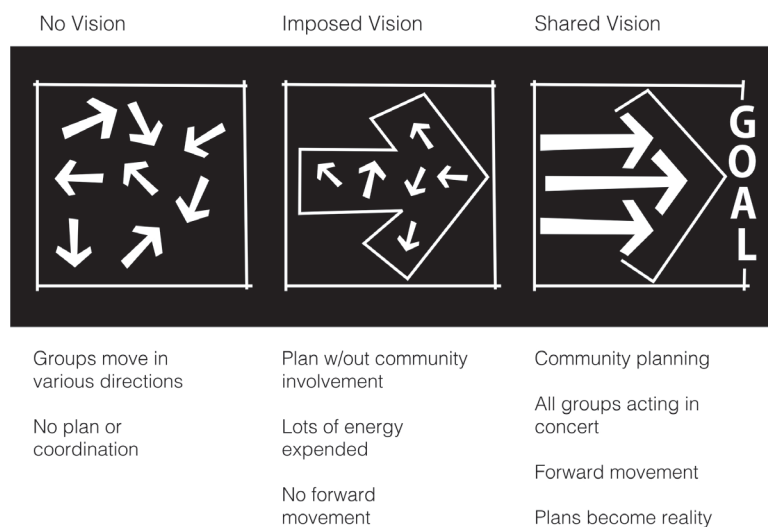 No Vision
Imposed Vision
Shared Vision
GOAL
Groups move in
various directions
No plan or
coordination
Plan w/out community
involvement
Lots of energy
expended
No forward
movement
Community planning
All groups acting in
concert
Forward movement
Plans become reality